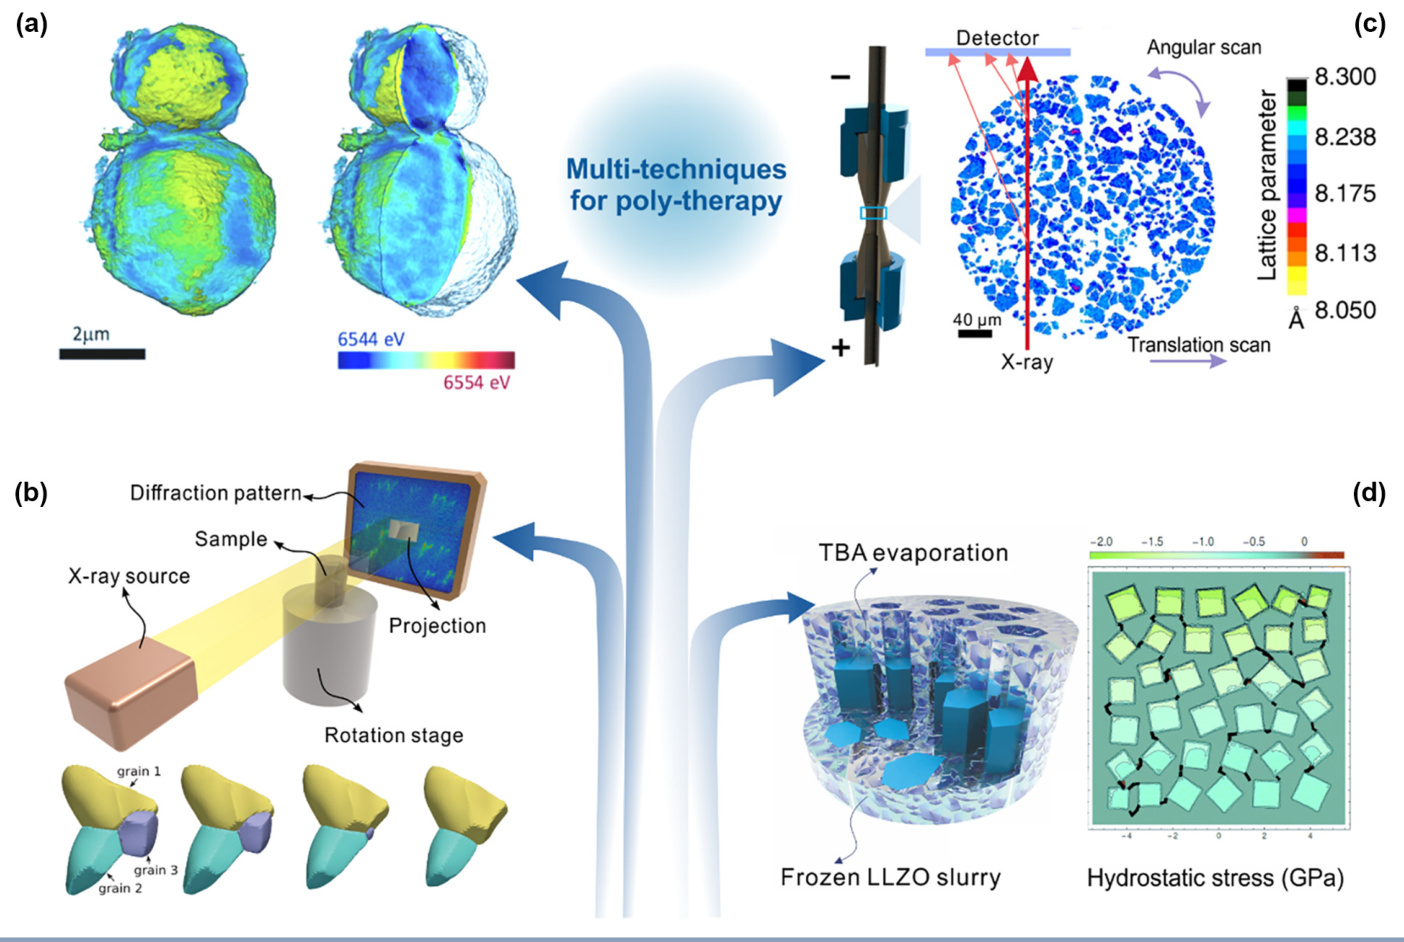 (a)
2µm
6544 eV
6554 eV
Multi-techniques
for poly-therapy
(c)
Detector
Angular scan
−
+
40 µm
X-ray
Translation scan
Lattice parameter
8.300
8.238
8.175
8.113
8.050
Å
(b)
Diffraction pattern
Sample
X-ray source
Projection
Rotation stage
grain 1
grain 2
grain 3
(d)
TBA evaporation
Frozen LLZO slurry
−2.0 −1.5 −1.0 −0.5 0
−4 −2 0 2 4
Hydrostatic stress (GPa)